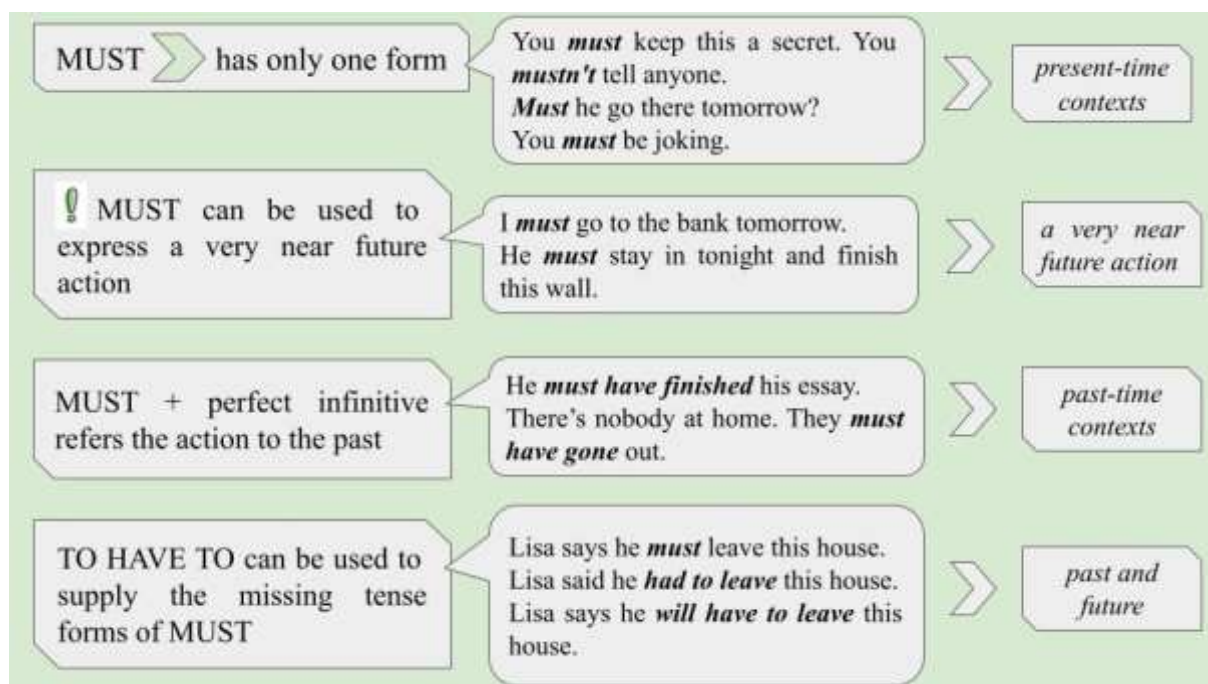 MUST has only one form
You must keep this a secret. You
mustn't tell anyone.
Must he go there tomorrow?
You must be joking.
present-time
contexts
! MUST can be used to
express a very near future
action
I must go to the bank tomorrow.
He must stay in tonight and finish
this wall.
a very near
future action
MUST + perfect infinitive
refers the action to the past
He must have finished his essay.
There’s nobody at home. They must
have gone out.
past-time
contexts
TO HAVE TO can be used to
supply the missing tense
forms of MUST
Lisa says he must leave this house.
Lisa said he had to leave this house.
Lisa says he will have to leave this
house.
past and
future